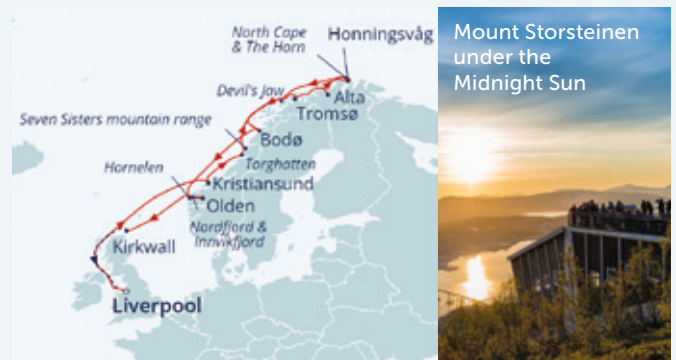 North Cape
& The Horn
Honningsvåg
Devil's Jaw
Alta
Tromsø
Seven Sisters mountain range
Bodø
Torghatten
Hornelen
Kristiansund
Olden
Nordfjord &
Innvikfjord
Kirkwall
Liverpool
Mount Storsteinen
under the
Midnight Sun